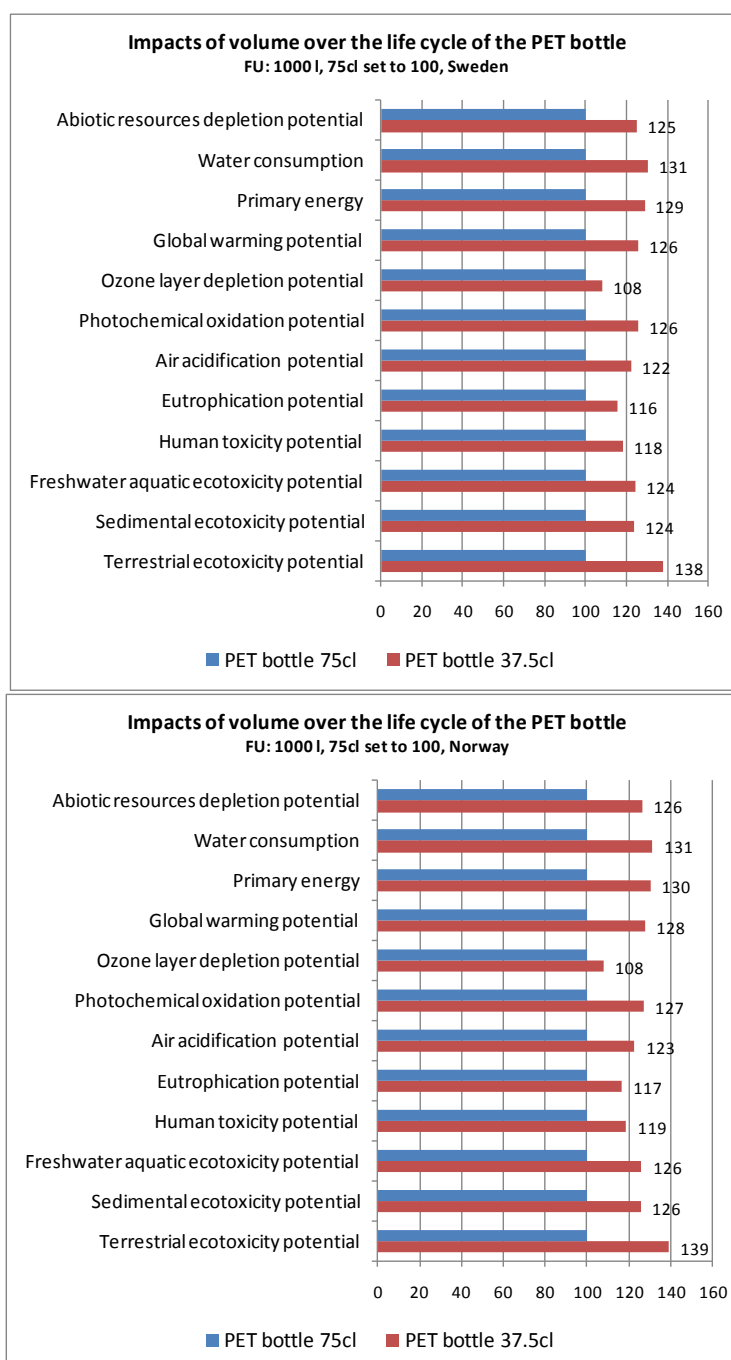 Impacts of volume over the life cycle of the PET bottle
FU: 1000 l, 75cl set to 100, Sweden
Abiotic resources depletion potential 125
Water consumption 131
Primary energy 129
Global warming potential 126
Ozone layer depletion potential 108
Photochemical oxidation potential 126
Air acidification potential 122
Eutrophication potential 116
Human toxicity potential 118
Freshwater aquatic ecotoxicity potential 124
Sedimental ecotoxicity potential 124
Terrestrial ecotoxicity potential 138
0 20 40 60 80 100 120 140 160
PET bottle 75cl PET bottle 37.5cl
Impacts of volume over the life cycle of the PET bottle
FU: 1000 l, 75cl set to 100, Norway
Abiotic resources depletion potential 126
Water consumption 131
Primary energy 130
Global warming potential 128
Ozone layer depletion potential 108
Photochemical oxidation potential 127
Air acidification potential 123
Eutrophication potential 117
Human toxicity potential 119
Freshwater aquatic ecotoxicity potential 126
Sedimental ecotoxicity potential 126
Terrestrial ecotoxicity potential 139
0 20 40 60 80 100 120 140 160
PET bottle 75cl PET bottle 37.5cl